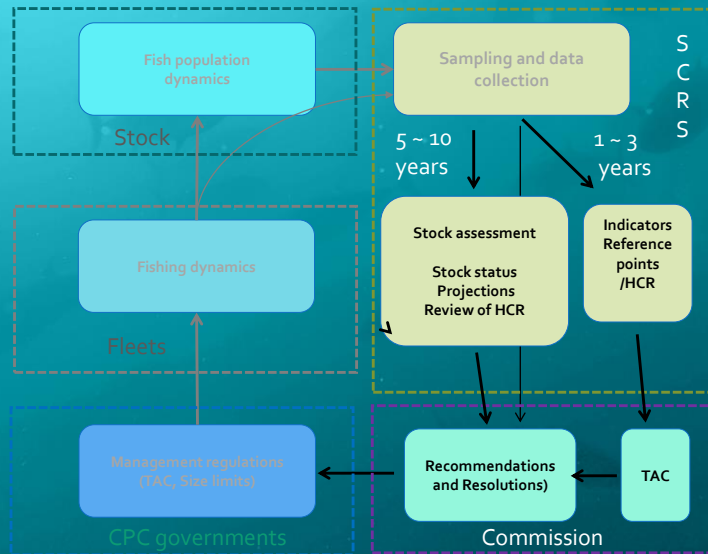 Fish population
dynamics
Stock
Sampling and data
collection
S
C
R
S
5 ~ 10
years
1 ~ 3
years
Fishing dynamics
Fleets
Stock assessment
Stock status
Projections
Review of HCR
Indicators
Reference
points
/HCR
Management regulations
(TAC, Size limits)
CPC governments
Recommendations
and Resolutions)
TAC
Commission